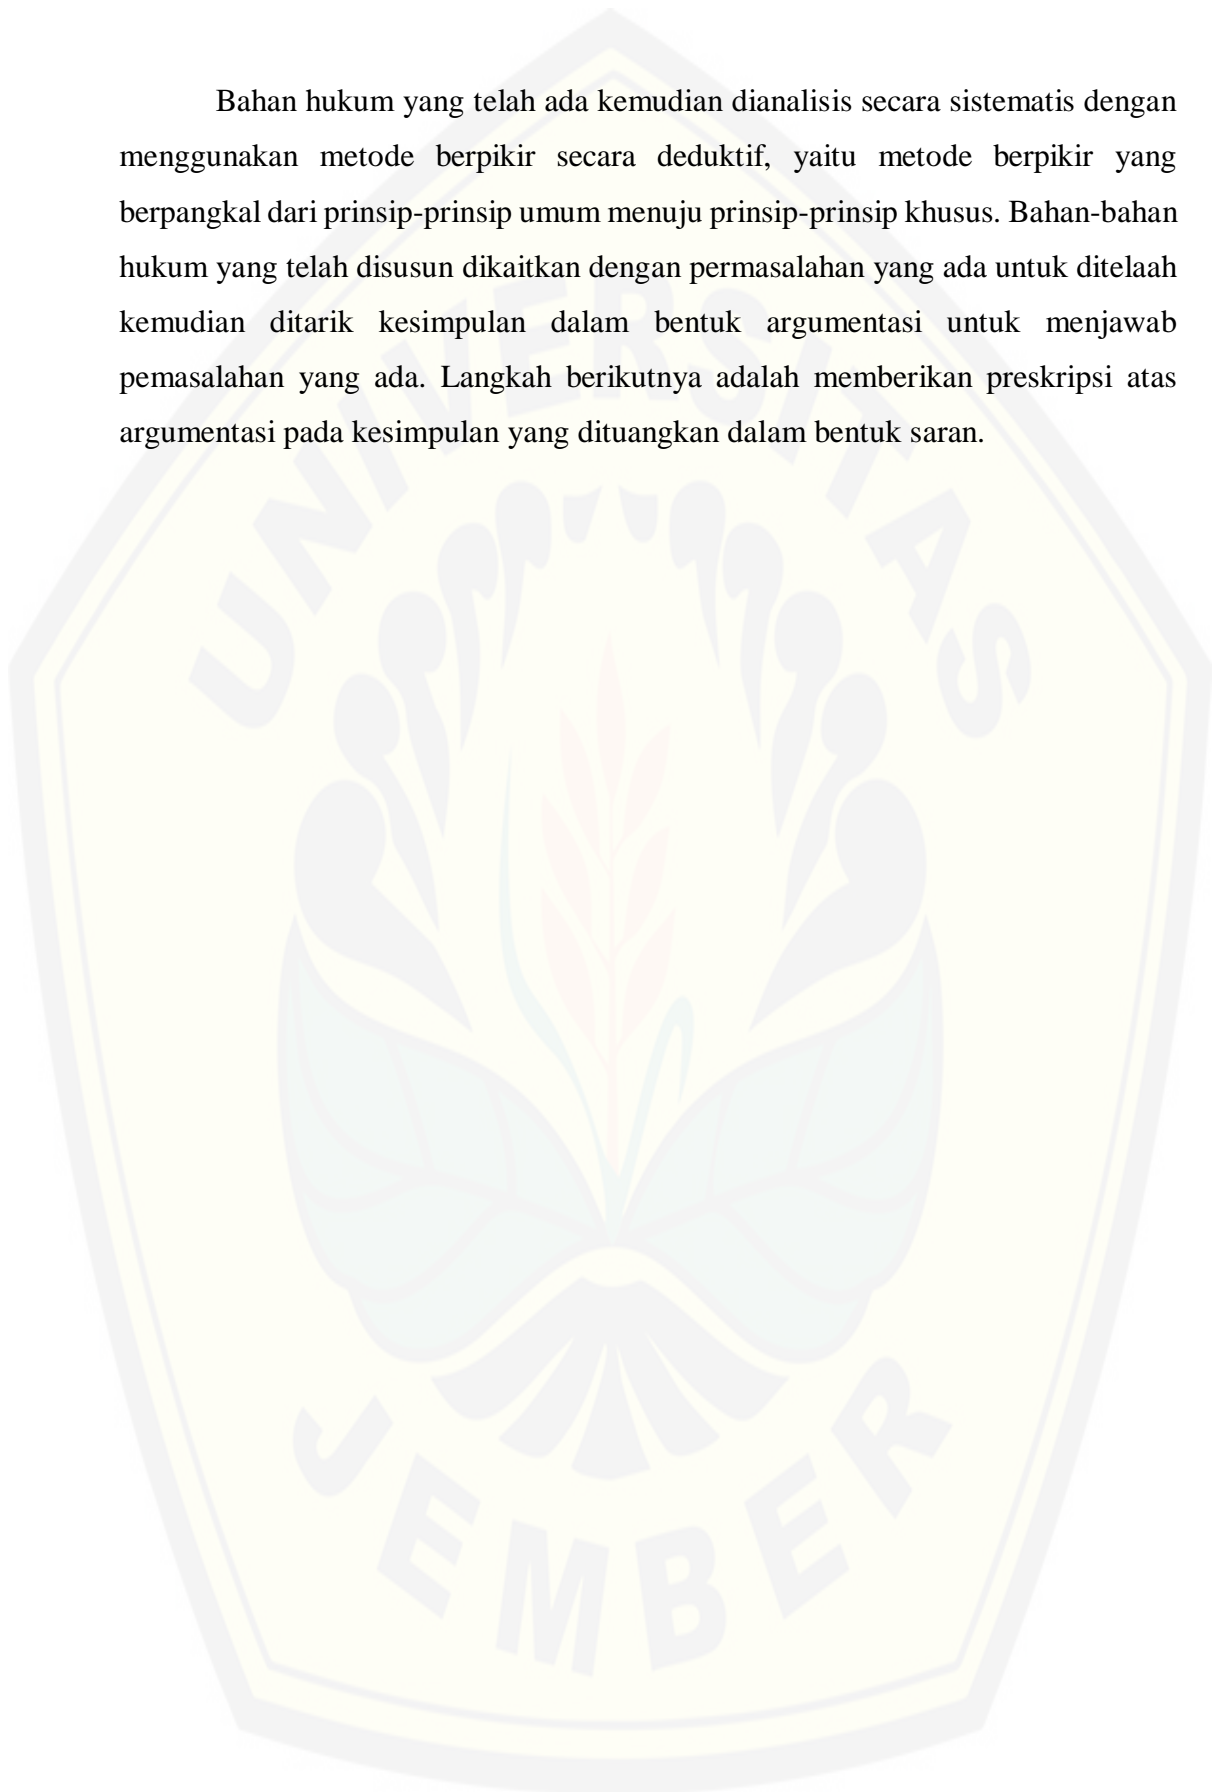 Bahan hukum yang telah ada kemudian dianalisis secara sistematis dengan
menggunakan metode berpikir secara deduktif, yaitu metode berpikir yang
berpangkal dari prinsip-prinsip umum menuju prinsip-prinsip khusus. Bahan-bahan
hukum yang telah disusun dikaitkan dengan permasalahan yang ada untuk ditelaah
kemudian ditarik kesimpulan dalam bentuk argumentasi untuk menjawab
pemasalahan yang ada. Langkah berikutnya adalah memberikan preskripsi atas
argumentasi pada kesimpulan yang dituangkan dalam bentuk saran.
UNIVERSITAS
JEMBER